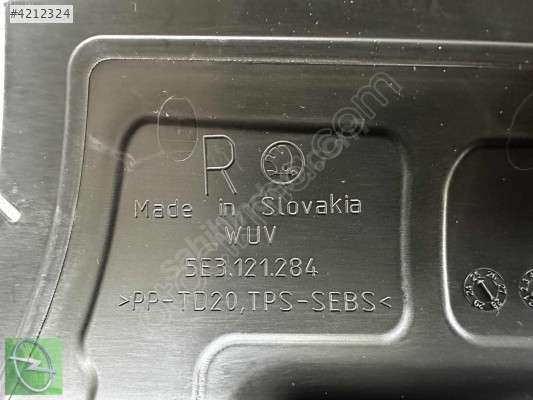 #4212324
R
Made in Slovakia
WUV
5E3.121.284
>PP-TD20,TPS-SEBS<